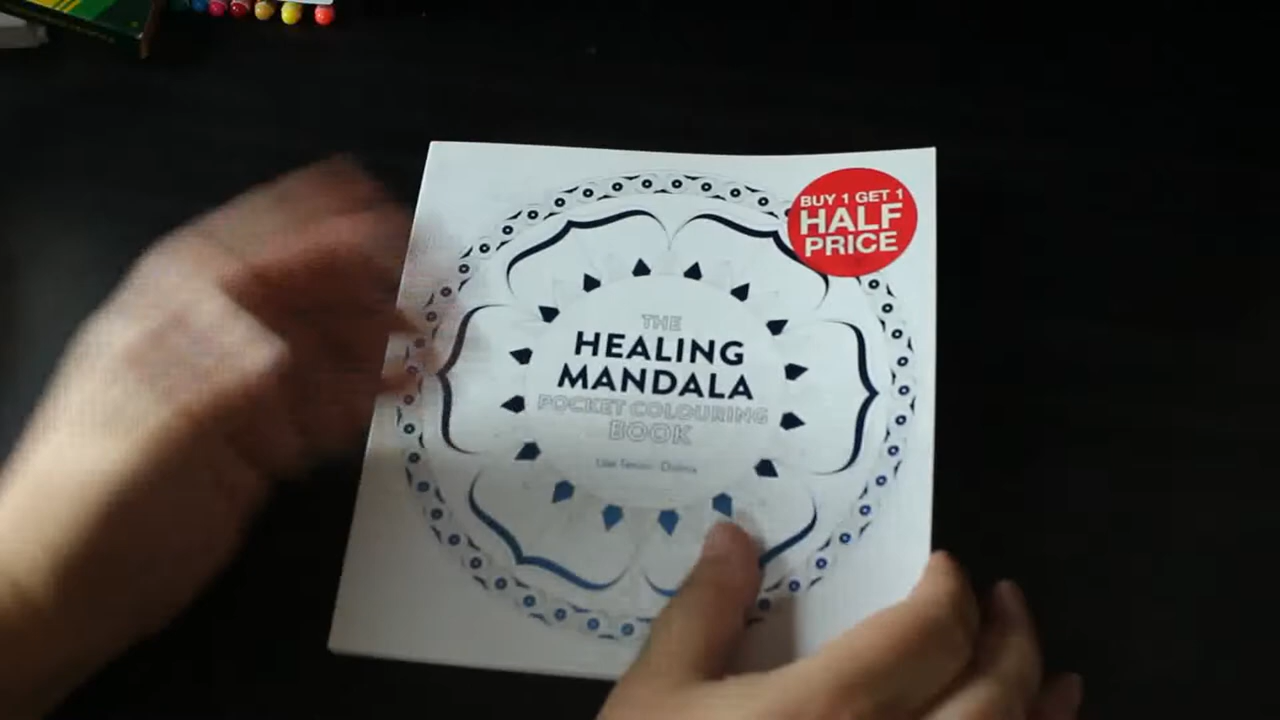 BUY 1 GET 1
HALF
PRICE
THE
HEALING
MANDALA
POCKET COLOURING
BOOK